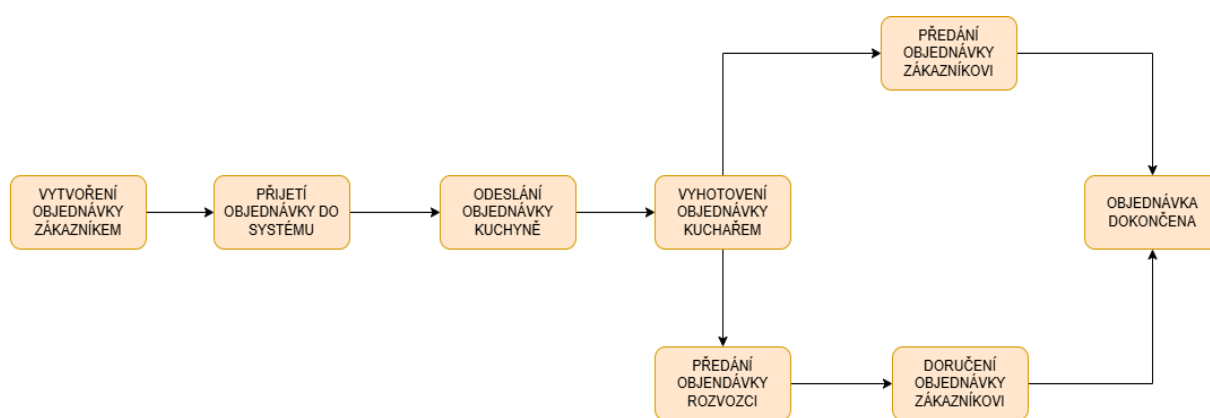 PŘEDÁNÍ
OBJEDNÁVKY
ZÁKAZNÍKOVI
VYTVOŘENÍ
OBJEDNÁVKY
ZÁKAZNÍKEM
PŘIJETÍ
OBJEDNÁVKY DO
SYSTÉMU
ODESLÁNÍ
OBJEDNÁVKY
KUCHYNĚ
VYHOTOVENÍ
OBJEDNÁVKY
KUCHAŘEM
OBJEDNÁVKA
DOKONČENA
PŘEDÁNÍ
OBJENDÁVKY
ROZVOZCI
DORUČENÍ
OBJEDNÁVKY
ZÁKAZNÍKOVI